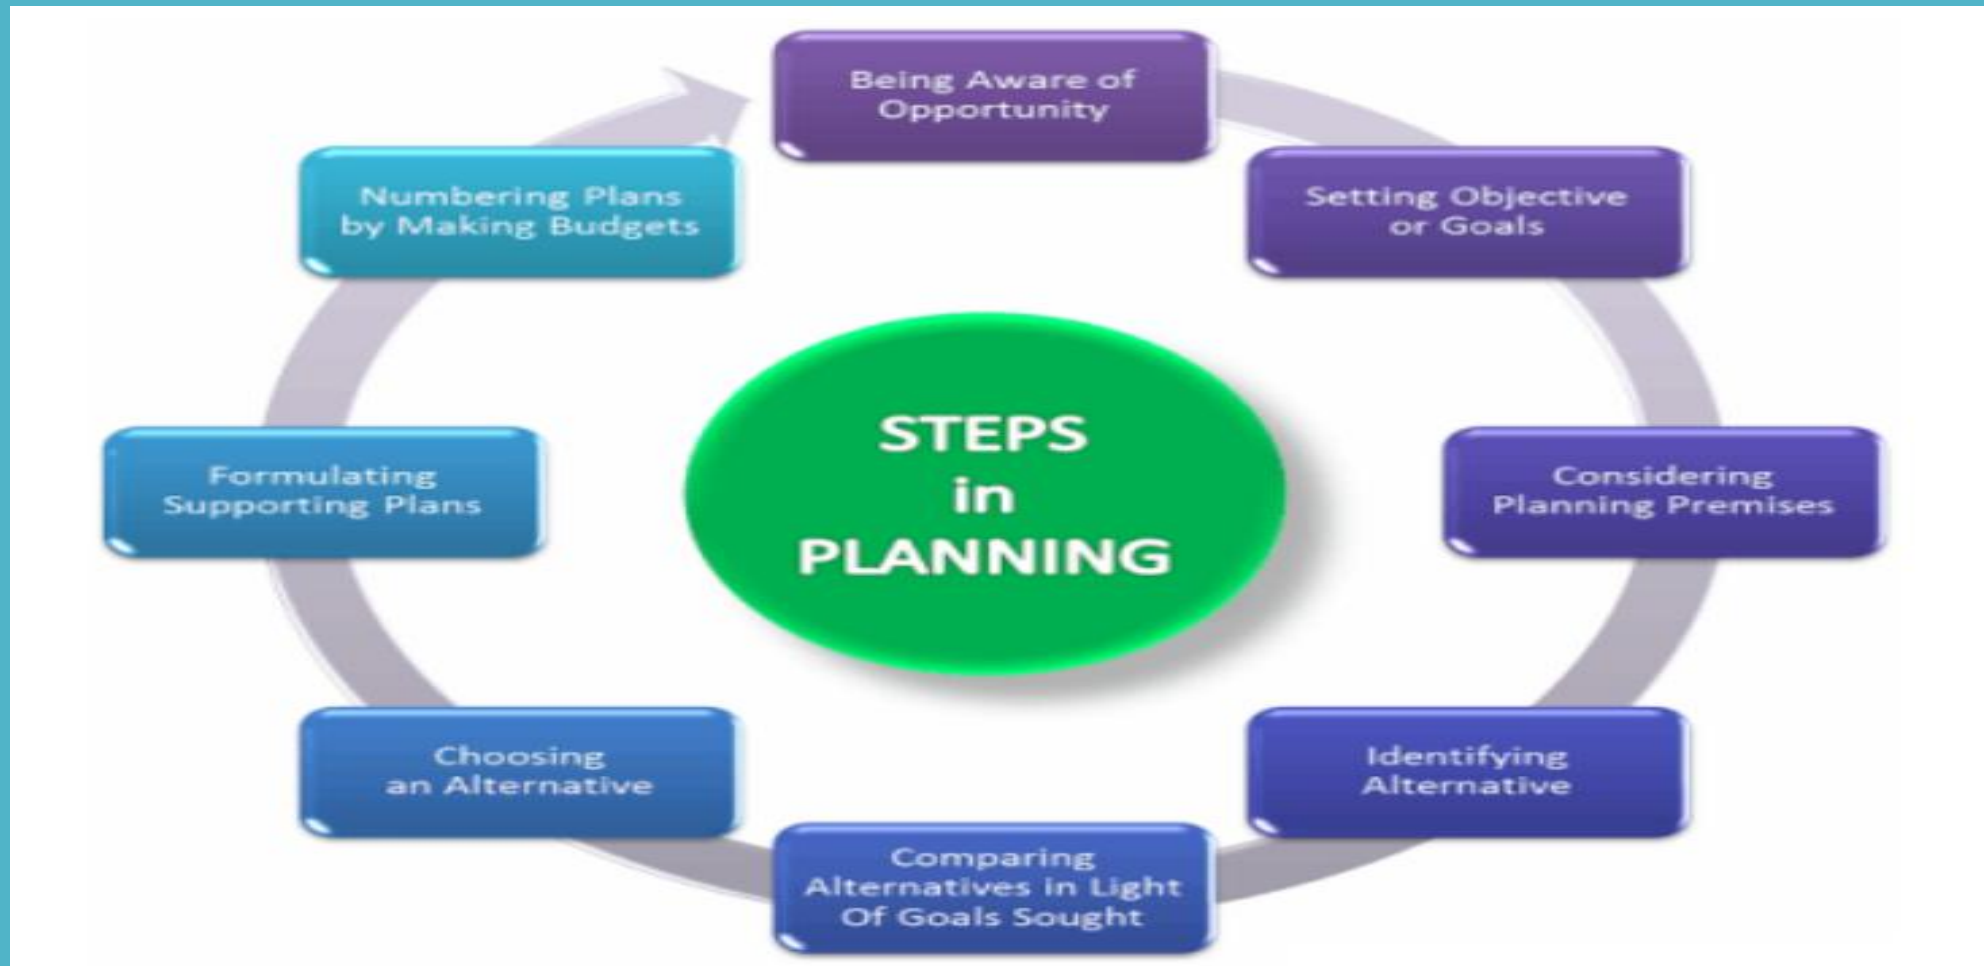 Being Aware of
Opportunity
Setting Objective
or Goals
Considering
Planning Premises
Identifying
Alternative
Comparing
Alternatives in Light
Of Goals Sought
Choosing
an Alternative
Formulating
Supporting Plans
Numbering Plans
by Making Budgets
STEPS
in
PLANNING